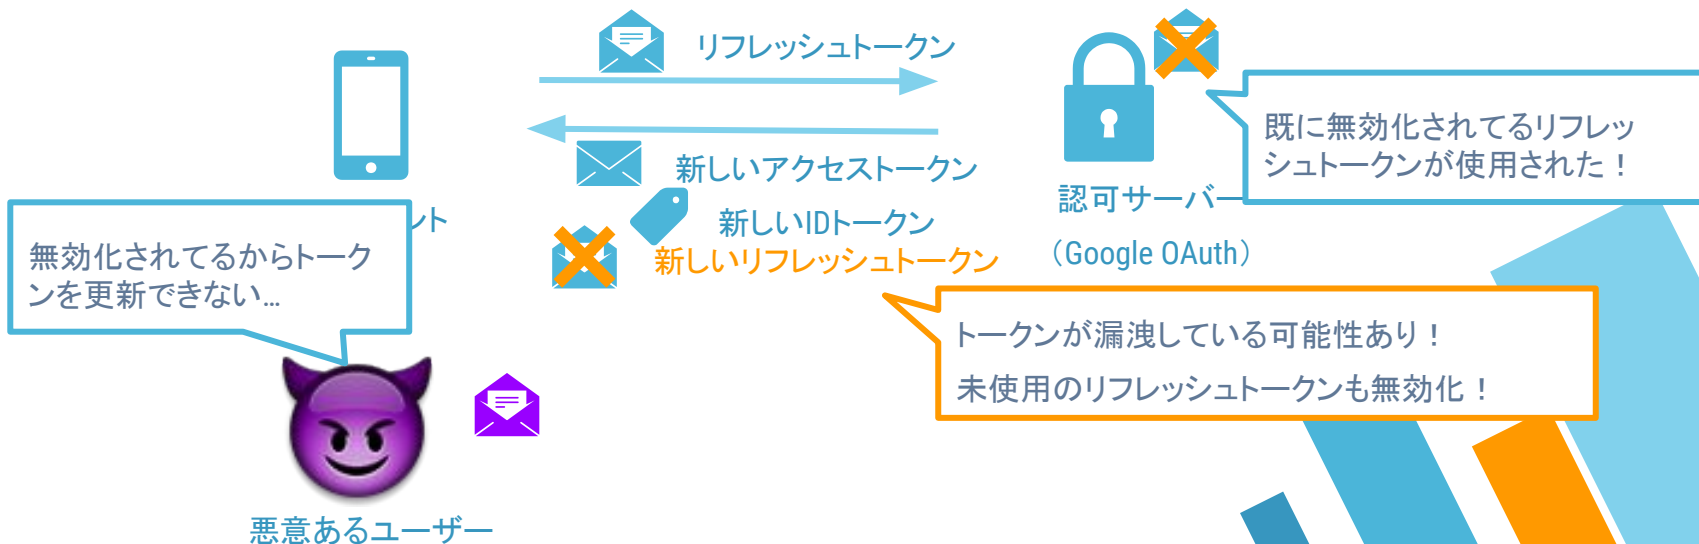 リフレッシュトークン
既に無効化されてるリフレッ
シュトークンが使用された！
新しいアクセストークン
認可サーバー
ント
新しいIDトークン
無効化されてるからトーク
ンを更新できない…
新しいリフレッシュトークン
（Google OAuth）
トークンが漏洩している可能性あり！
未使用のリフレッシュトークンも無効化！
悪意あるユーザー